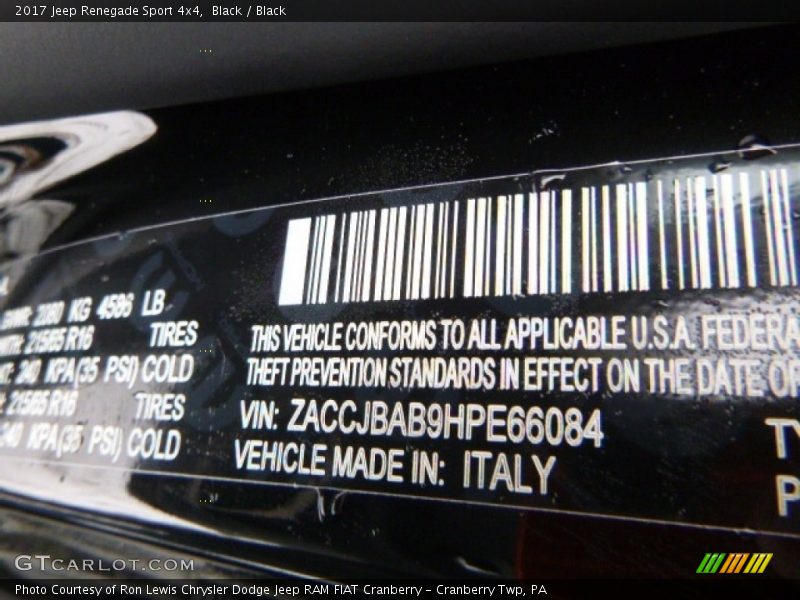 2017 Jeep Renegade Sport 4x4, Black / Black
KG 4586 LB
215/65 R16 TIRES
240 KPA (35 PSI) COLD
215/65 R16 TIRES
240 KPA (35 PSI) COLD
THIS VEHICLE CONFORMS TO ALL APPLICABLE U.S.A. FEDERA
THEFT PREVENTION STANDARDS IN EFFECT ON THE DATE OF
VIN: ZACCJBAB9HPE66084
VEHICLE MADE IN: ITALY
TY
P
GTCARLOT.COM
Photo Courtesy of Ron Lewis Chrysler Dodge Jeep RAM FIAT Cranberry – Cranberry Twp, PA